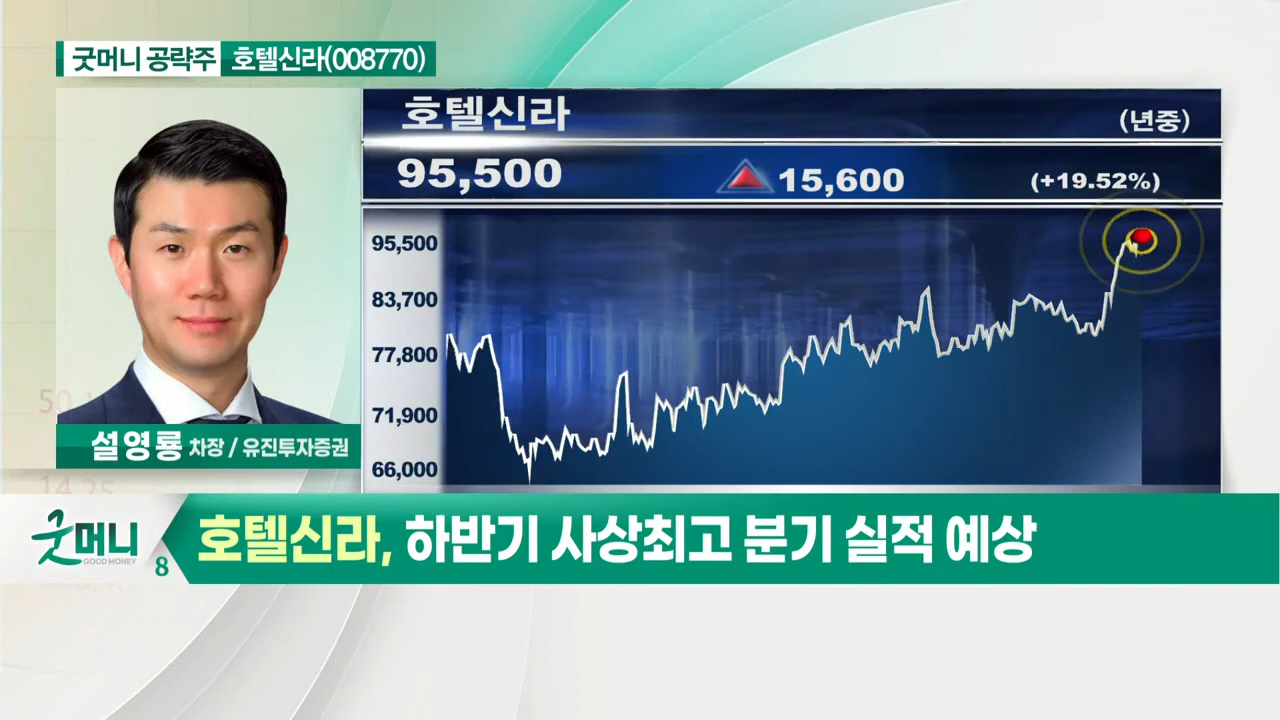 굿머니 공략주 호텔신라(008770)
호텔신라 (년중)
95,500 15,600 (+19.52%)
95,500
83,700
77,800
71,900
66,000
설영룡 차장 / 유진투자증권
호텔신라, 하반기 사상최고 분기 실적 예상
굿머니
GOOD MONEY
8